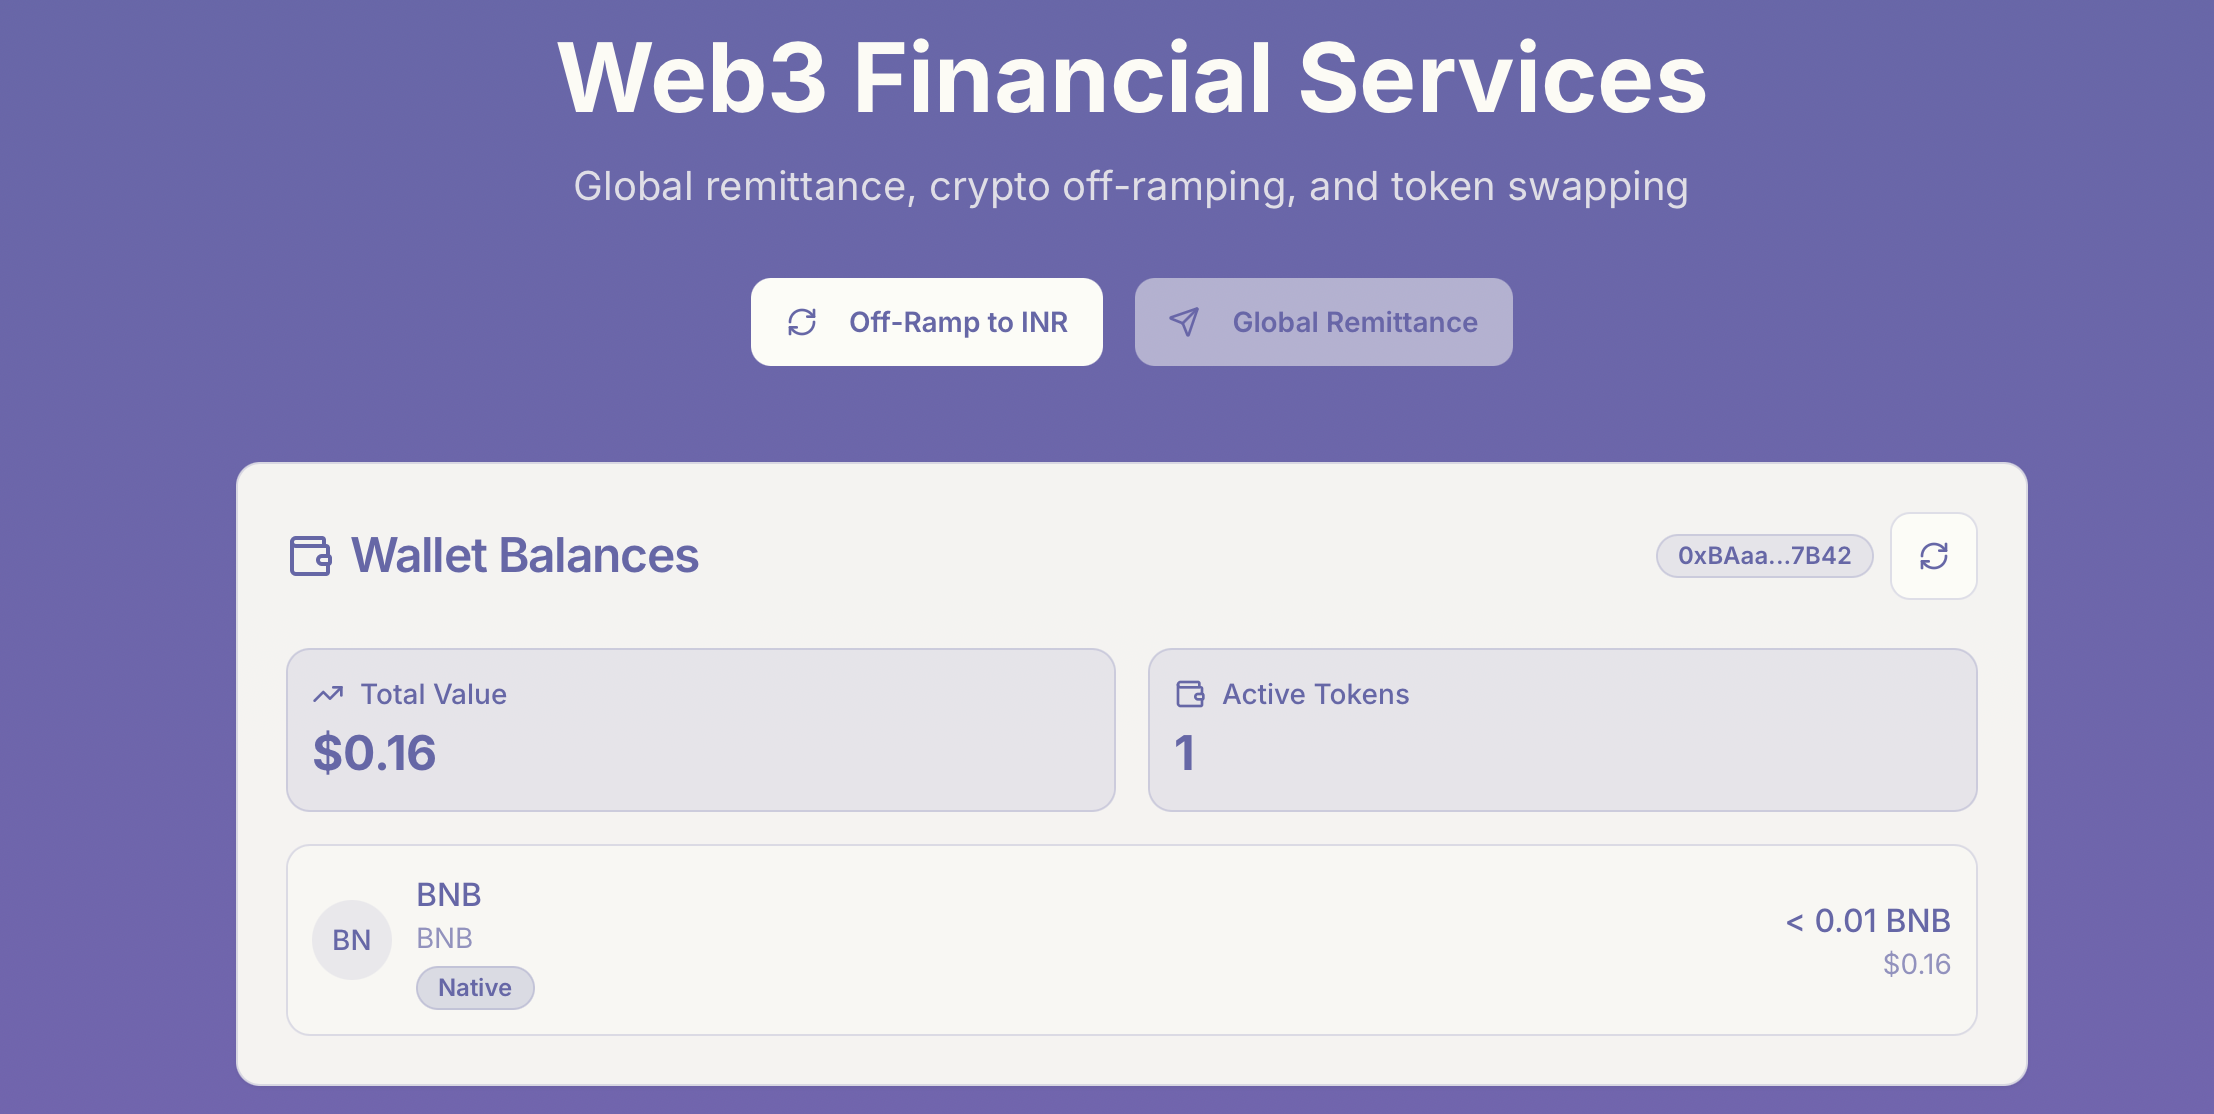 Web3 Financial Services
Global remittance, crypto off-ramping, and token swapping
Off-Ramp to INR
Global Remittance
Wallet Balances
0xBAaa...7B42
Total Value
$0.16
Active Tokens
1
BN
BNB
BNB
Native
< 0.01 BNB
$0.16